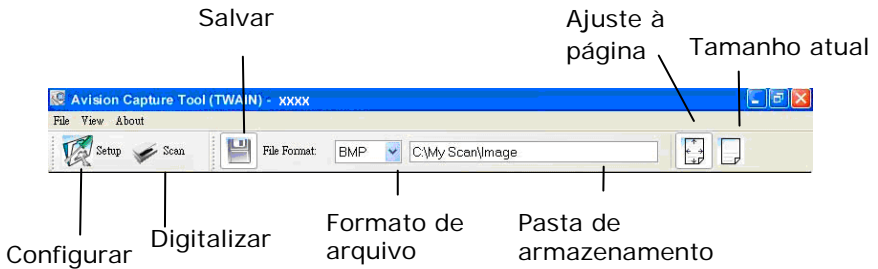 Salvar
Ajuste à
página
Tamanho atual
Avision Capture Tool (TWAIN) - xxxx
File View About
Setup Scan File Format: BMP C:\My Scan\Image
Configurar
Digitalizar
Formato de
arquivo
Pasta de
armazenamento